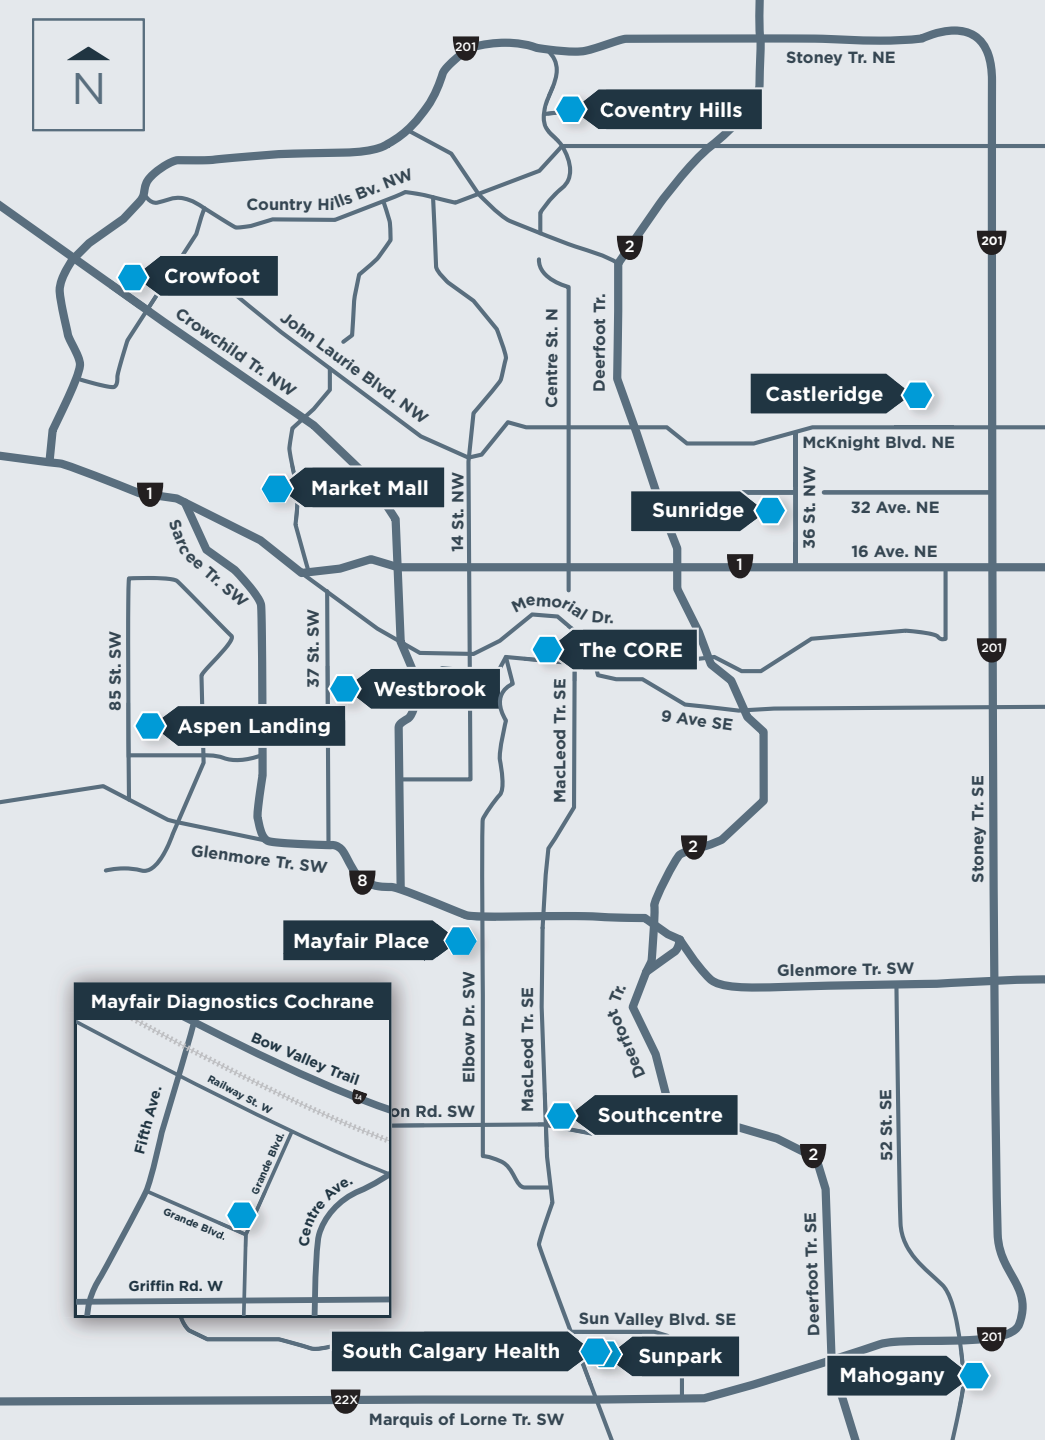 201
Stoney Tr. NE
N
Coventry Hills
Country Hills Bv. NW
2
201
Crowfoot
Crowchild Tr. NW
John Laurie Blvd. NW
Centre St. N
Deerfoot Tr.
Castleridge
McKnight Blvd. NE
Market Mall
14 St. NW
1
Sunridge
36 St. NW
32 Ave. NE
16 Ave. NE
1
Sarcee Tr. SW
Memorial Dr.
85 St. SW
37 St. SW
The CORE
201
Westbrook
MacLeod Tr. SE
9 Ave SE
Aspen Landing
Stoney Tr. SE
Glenmore Tr. SW
8
2
Mayfair Place
Glenmore Tr. SW
Elbow Dr. SW
MacLeod Tr. SE
Deerfoot Tr.
Mayfair Diagnostics Cochrane
Bow Valley Trail
1A
Railway St. W
Fifth Ave.
Grande Blvd.
Centre Ave.
Grande Blvd.
Griffin Rd. W
on Rd. SW
Southcentre
52 St. SE
2
Deerfoot Tr. SE
Sun Valley Blvd. SE
201
South Calgary Health
Sunpark
Mahogany
22X
Marquis of Lorne Tr. SW